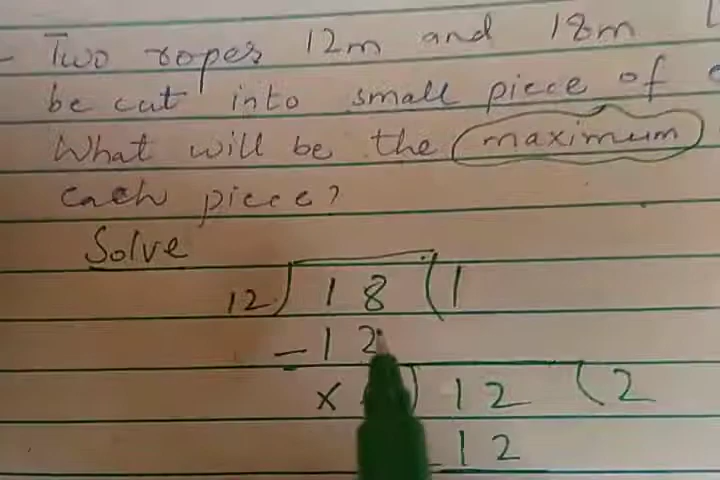 - Two ropes 12m and 18m
be cut into small piece of
What will be the maximum
each piece?
Solve
12) 18 (1
- 12
x ) 12 (2
12